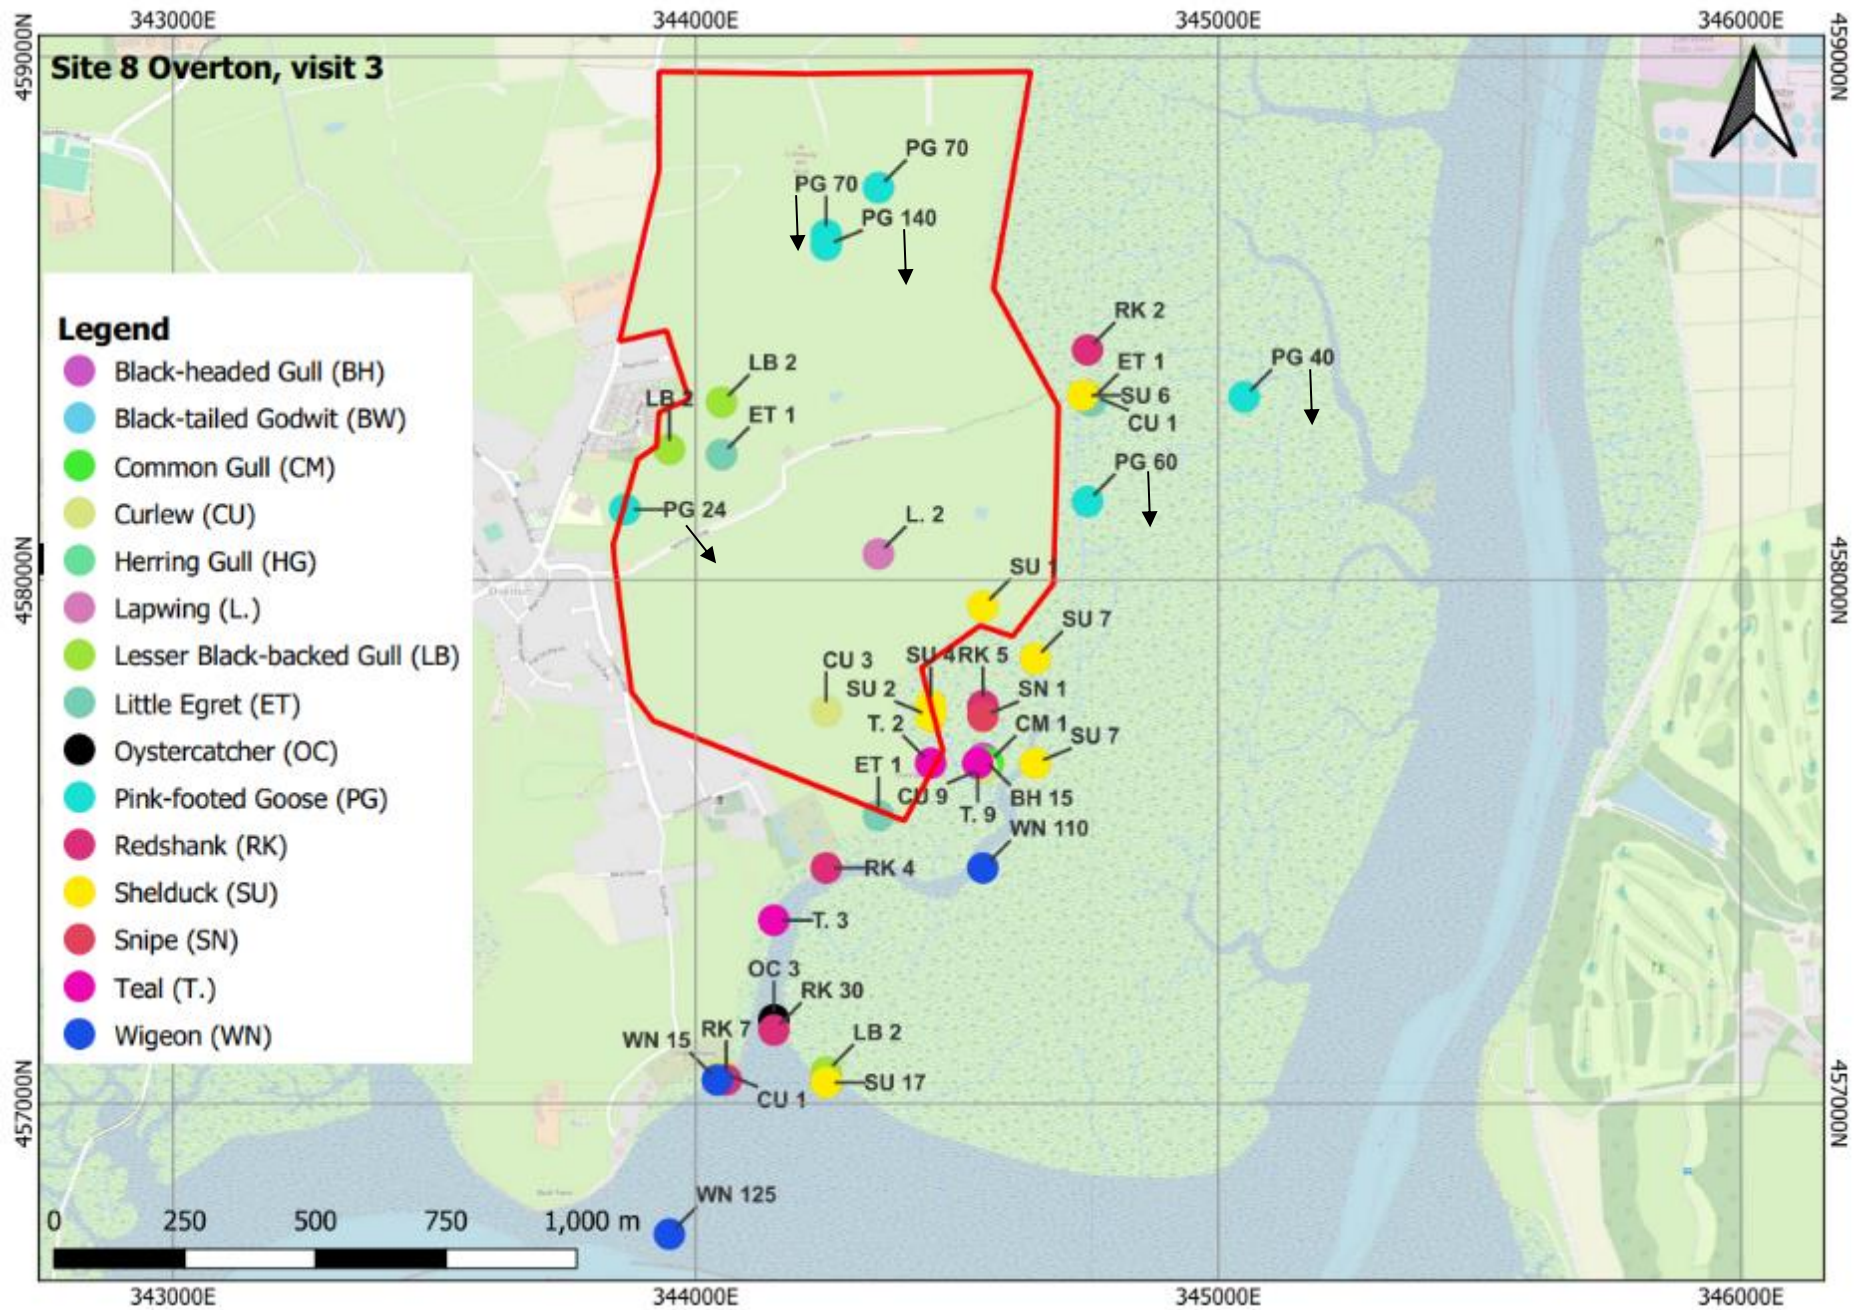 343000E
344000E
345000E
346000E
459000N
459000N
Site 8 Overton, visit 3
PG 70
PG 70
PG 140
RK 2
ET 1
SU 6
CU 1
PG 40
LB 2
LB 2
ET 1
PG 60
PG 24
L. 2
458000N
458000N
SU 1
SU 7
CU 3
SU 4
RK 5
SU 2
SN 1
T. 2
CM 1
SU 7
ET 1
CU 9
BH 15
T. 9
WN 110
RK 4
T. 3
OC 3
RK 30
WN 15
RK 7
LB 2
SU 17
CU 1
457000N
457000N
WN 125
Legend
Black-headed Gull (BH)
Black-tailed Godwit (BW)
Common Gull (CM)
Curlew (CU)
Herring Gull (HG)
Lapwing (L.)
Lesser Black-backed Gull (LB)
Little Egret (ET)
Oystercatcher (OC)
Pink-footed Goose (PG)
Redshank (RK)
Shelduck (SU)
Snipe (SN)
Teal (T.)
Wigeon (WN)
0 250 500 750 1,000 m
343000E
344000E
345000E
346000E